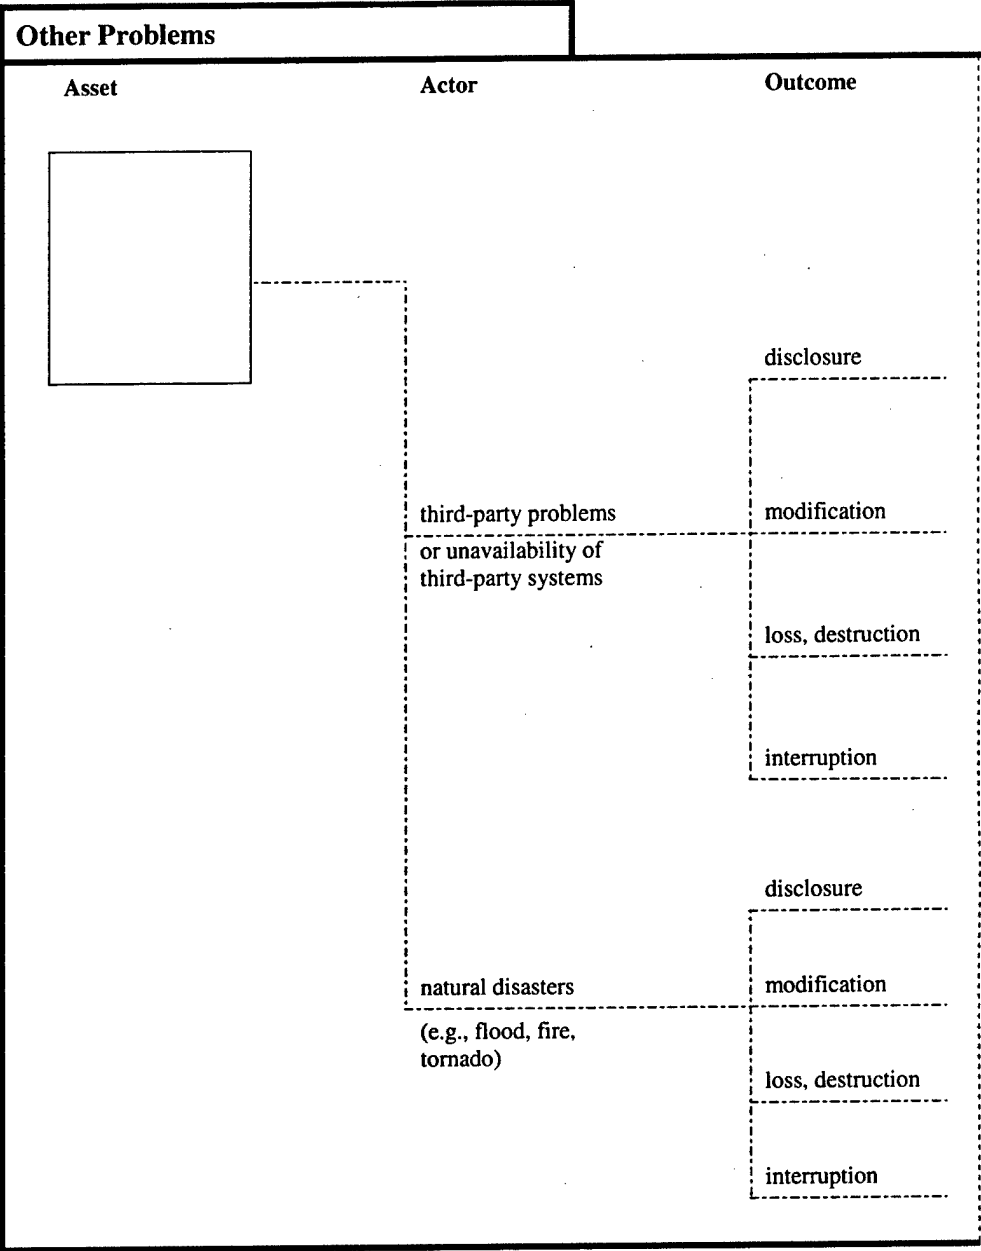 Other Problems
Asset
Actor
Outcome
disclosure
third-party problems
modification
or unavailability of
third-party systems
loss, destruction
interruption
disclosure
natural disasters
modification
(e.g., flood, fire,
tornado)
loss, destruction
interruption